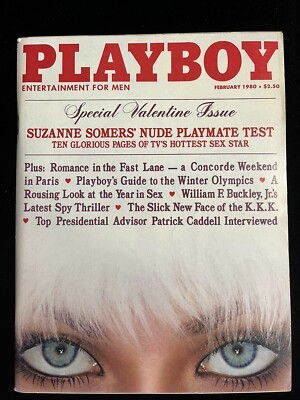 PLAYBOY
ENTERTAINMENT FOR MEN
FEBRUARY 1980 • $2.50
Special Valentine Issue
SUZANNE SOMERS' NUDE PLAYMATE TEST
TEN GLORIOUS PAGES OF TV'S HOTTEST SEX STAR
Plus: Romance in the Fast Lane — a Concorde Weekend
in Paris ♥ Playboy's Guide to the Winter Olympics ♥ A
Rousing Look at the Year in Sex ♥ William F. Buckley, Jr.'s
Latest Spy Thriller ♥ The Slick New Face of the K.K.K.
♥ Top Presidential Advisor Patrick Caddell Interviewed